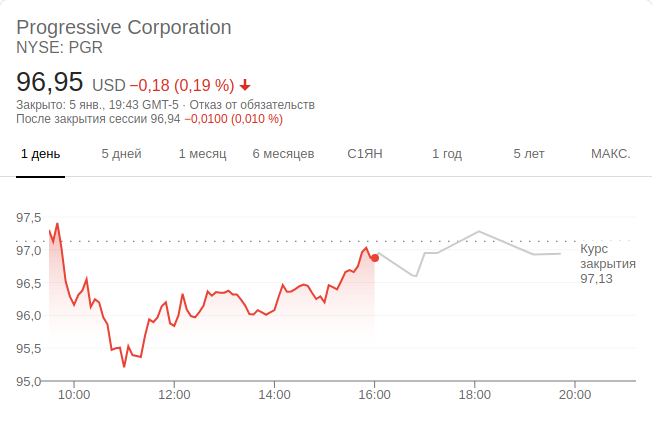 Progressive Corporation
NYSE: PGR
96,95 USD −0,18 (0,19 %)
Закрыто: 5 янв., 19:43 GMT-5 · Отказ от обязательств
После закрытия сессии 96,94 −0,0100 (0,010 %)
1 день 5 дней 1 месяц 6 месяцев С1ЯН 1 год 5 лет МАКС.
97,5
97,0
96,5
96,0
95,5
95,0
Курс
закрытия
97,13
10:00 12:00 14:00 16:00 18:00 20:00